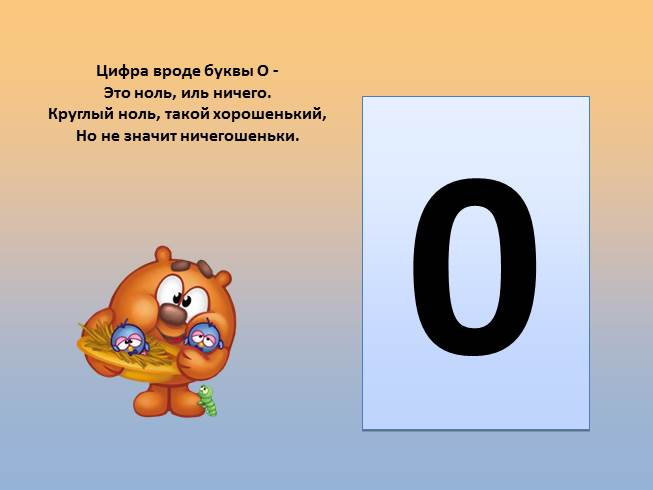 Цифра вроде буквы О -
Это ноль, иль ничего.
Круглый ноль, такой хорошенький,
Но не значит ничегошеньки.
0